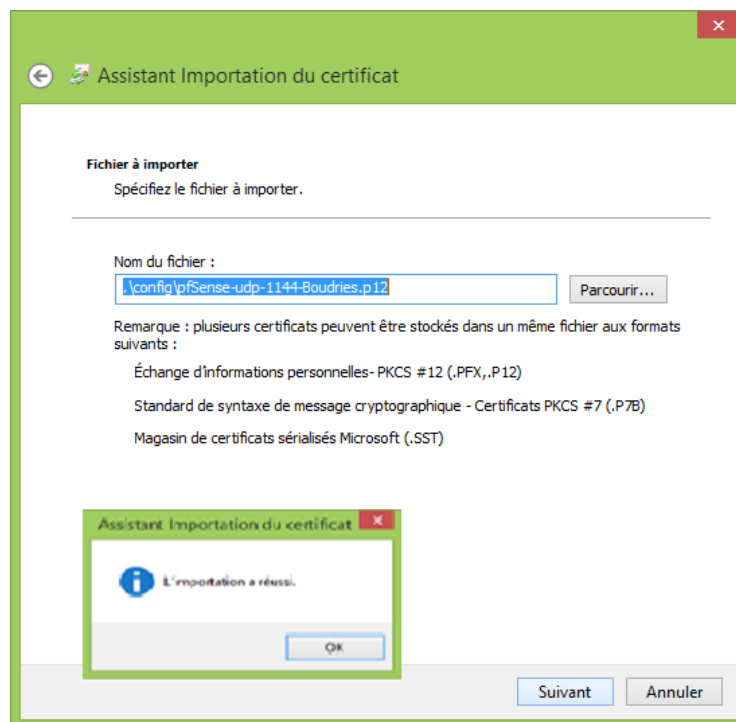 Assistant Importation du certificat
Fichier à importer
Spécifiez le fichier à importer.
Nom du fichier :
.\config\pfSense-udp-1144-Boudries.p12
Parcourir...
Remarque : plusieurs certificats peuvent être stockés dans un même fichier aux formats
suivants :
Échange d'informations personnelles- PKCS #12 (.PFX,.P12)
Standard de syntaxe de message cryptographique - Certificats PKCS #7 (.P7B)
Magasin de certificats sérialisés Microsoft (.SST)
Assistant Importation du certificat
L'importation a réussi.
OK
Suivant
Annuler